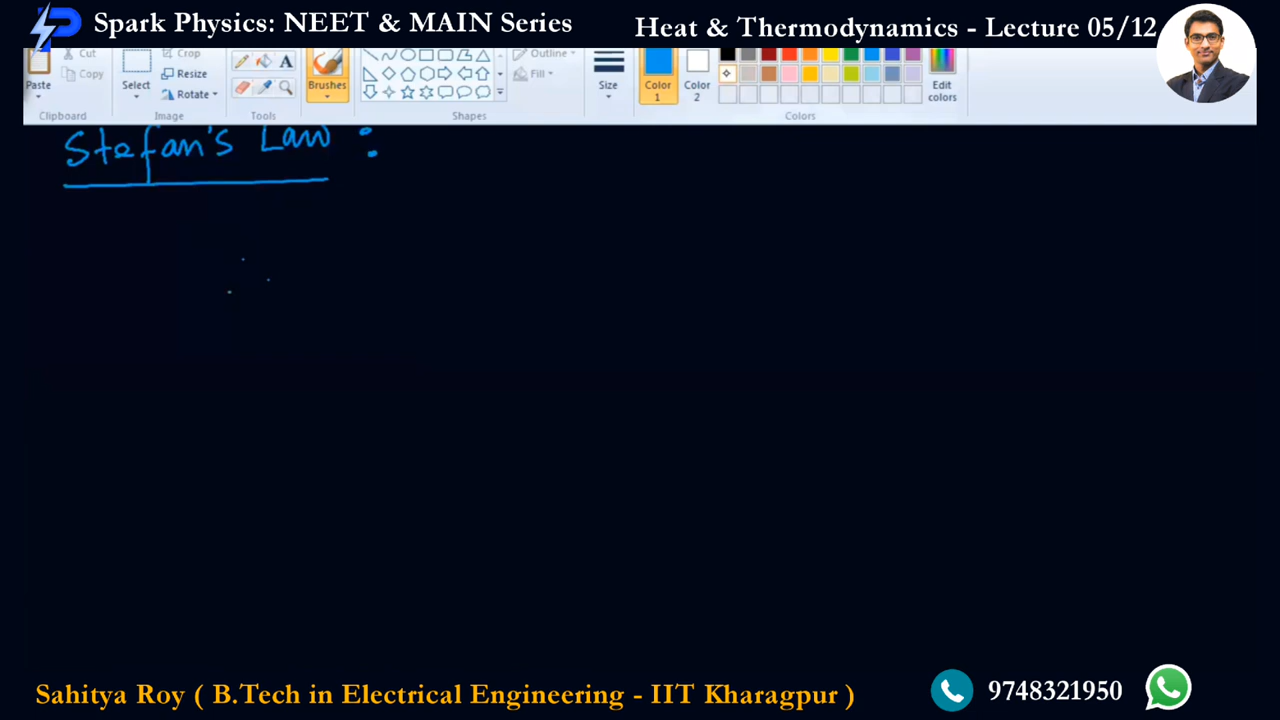 Spark Physics: NEET & MAIN Series
Heat & Thermodynamics - Lecture 05/12
Cut
Copy
Paste
Clipboard
Crop
Resize
Rotate
Select
Image
Tools
Brushes
Outline
Fill
Shapes
Size
Color 1
Color 2
Edit colors
Colors
Stefan's Law :
Sahitya Roy ( B.Tech in Electrical Engineering - IIT Kharagpur )
9748321950